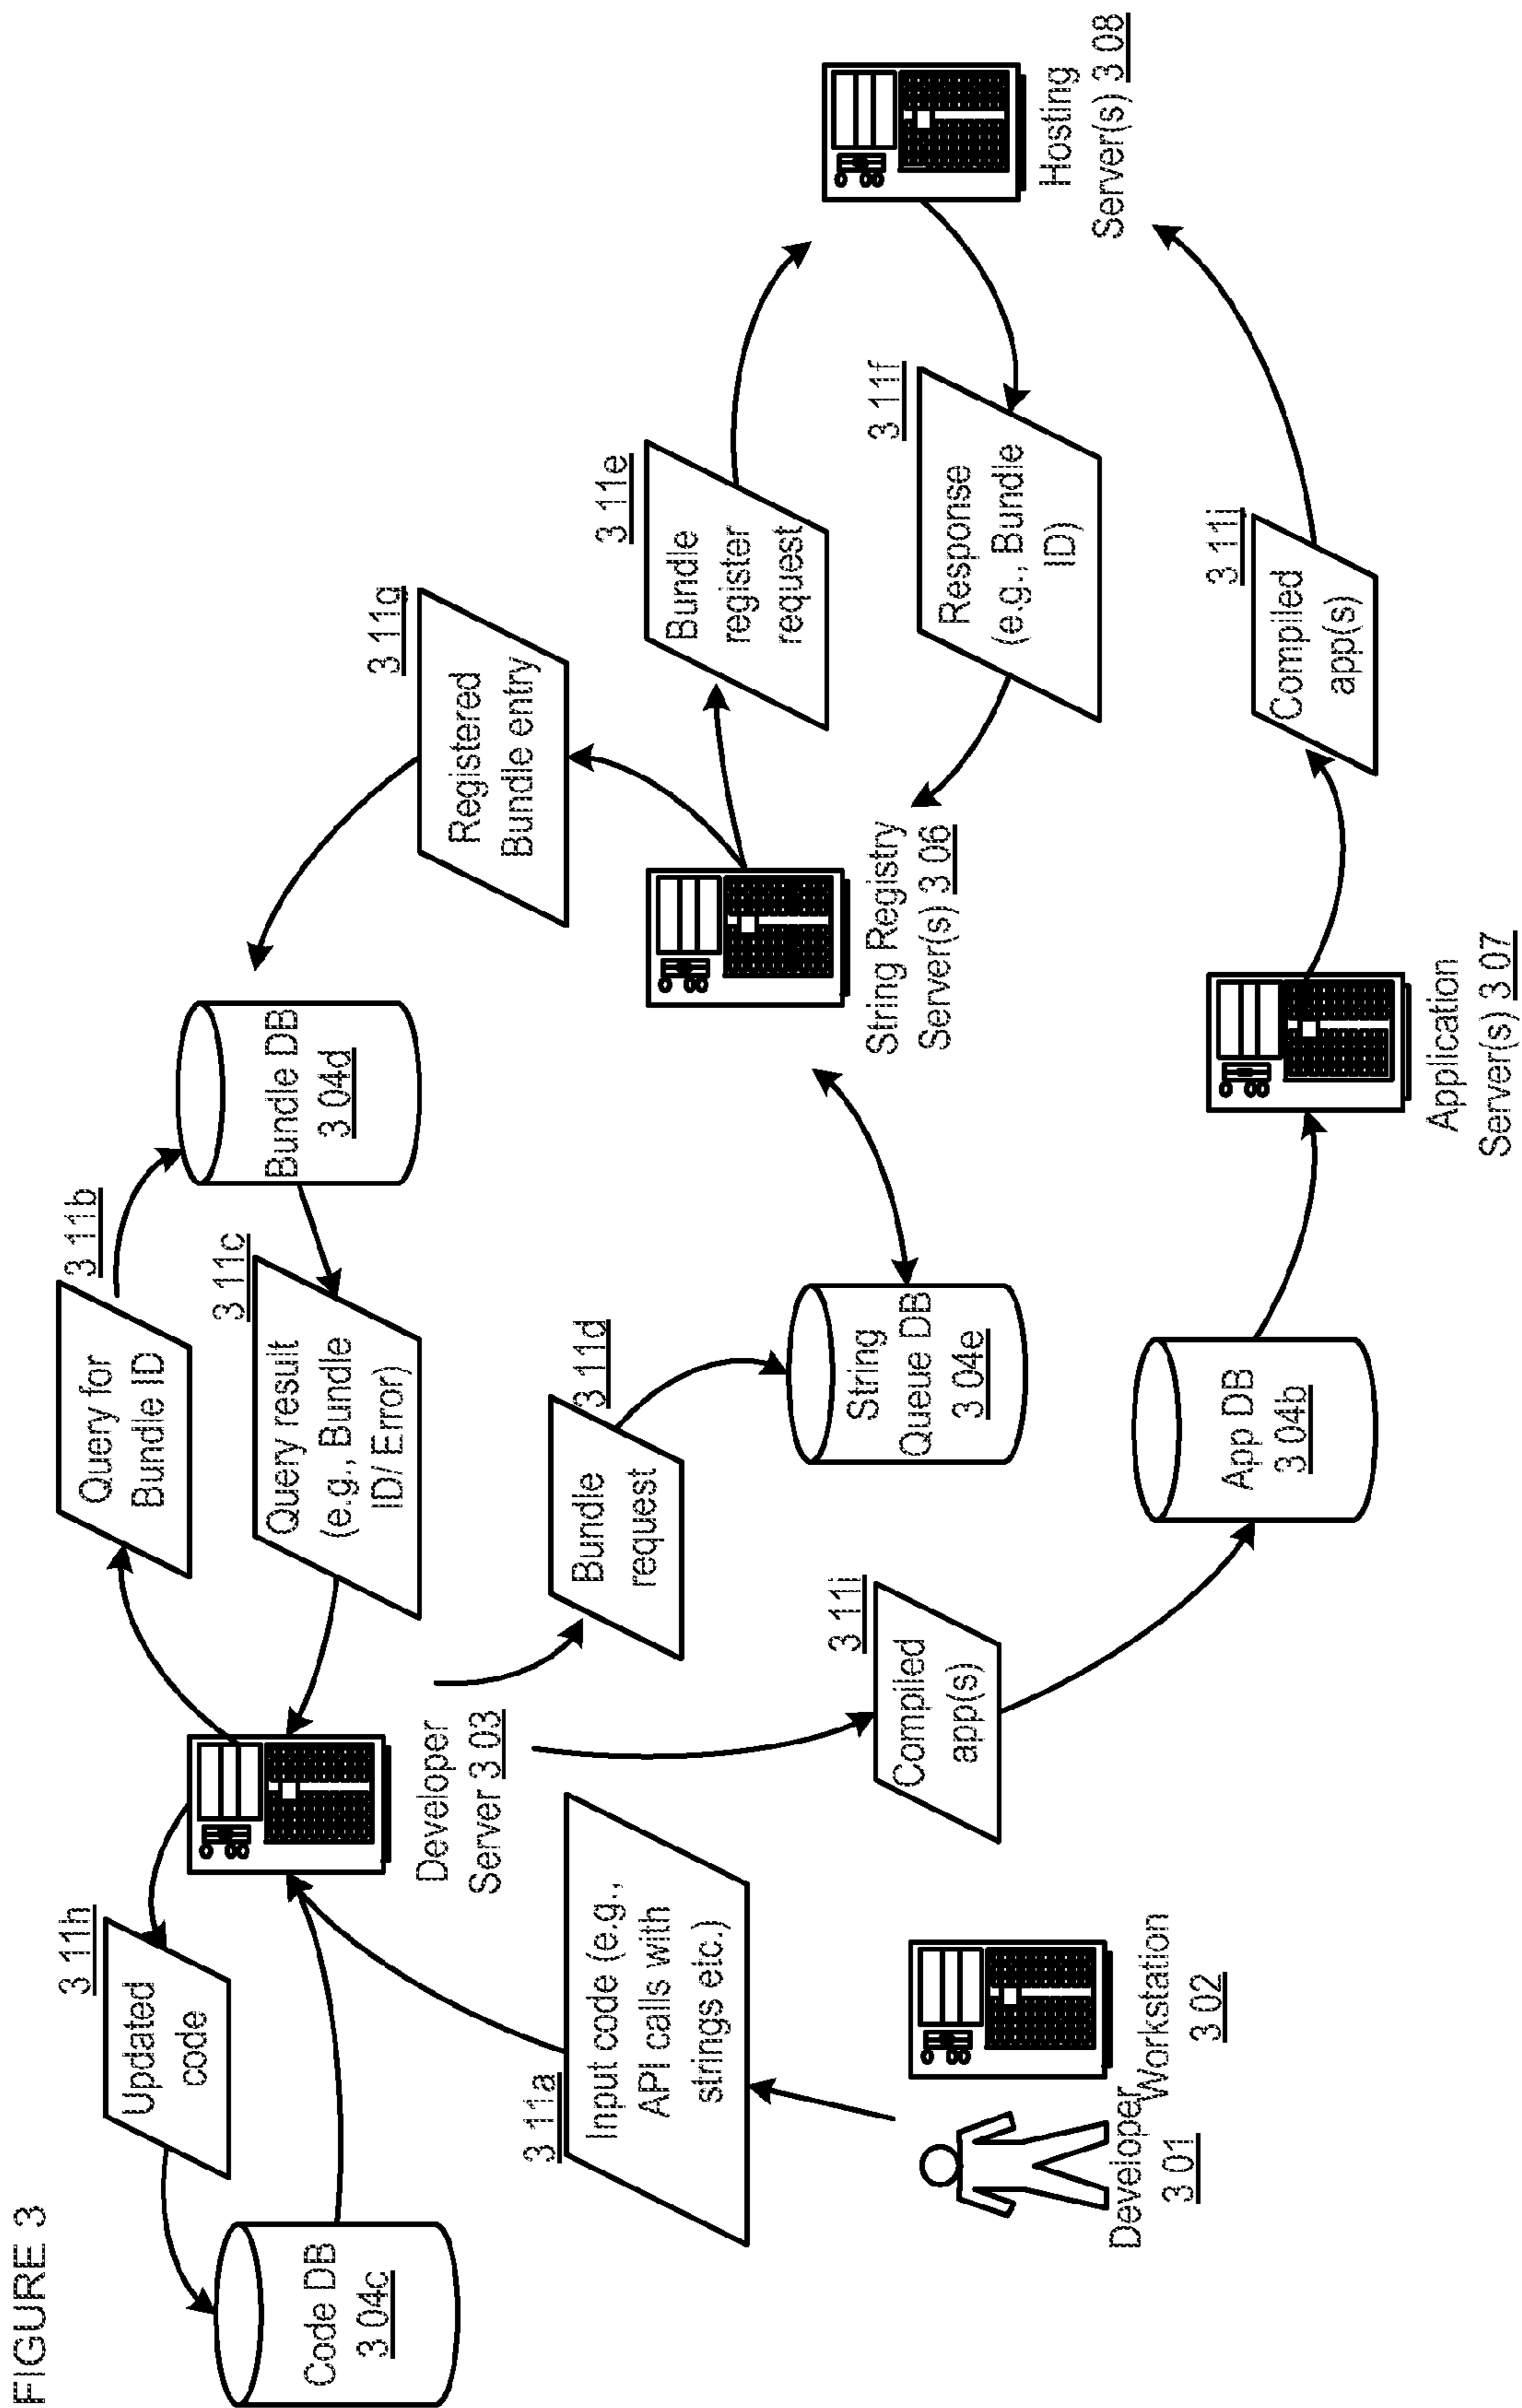 FIGURE 3
Code DB
3 04c
Updated
code
3 11h
3 11a
Input code (e.g.,
API calls with
strings etc.)
Developer
3 01
Workstation
3 02
Developer
Server 3 03
Query for
Bundle ID
3 11b
Query result
(e.g., Bundle
ID/ Error)
3 11c
Bundle DB
3 04d
Bundle
request
3 11d
String
Queue DB
3 04e
Compiled
app(s)
3 11i
App DB
3 04b
Registered
Bundle entry
3 11g
String Registry
Server(s) 3 06
Bundle
register
request
3 11e
Response
(e.g., Bundle
ID)
3 11f
Application
Server(s) 3 07
Compiled
app(s)
3 11i
Hosting
Server(s) 3 08